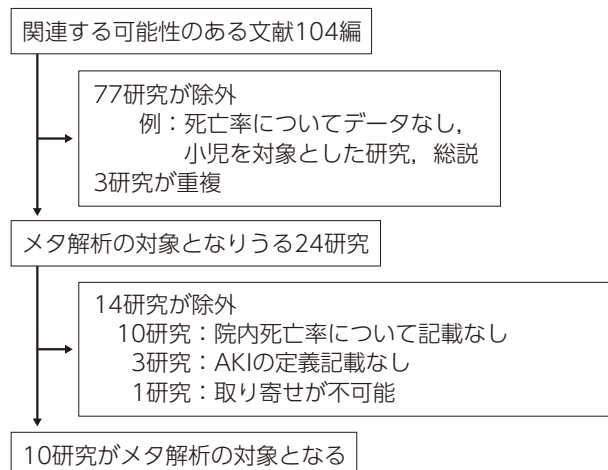 関連する可能性のある文献104編
77研究が除外
例：死亡率についてデータなし，
小児を対象とした研究，総説
3研究が重複
メタ解析の対象となりうる24研究
14研究が除外
10研究：院内死亡率について記載なし
3研究：AKIの定義記載なし
1研究：取り寄せが不可能
10研究がメタ解析の対象となる